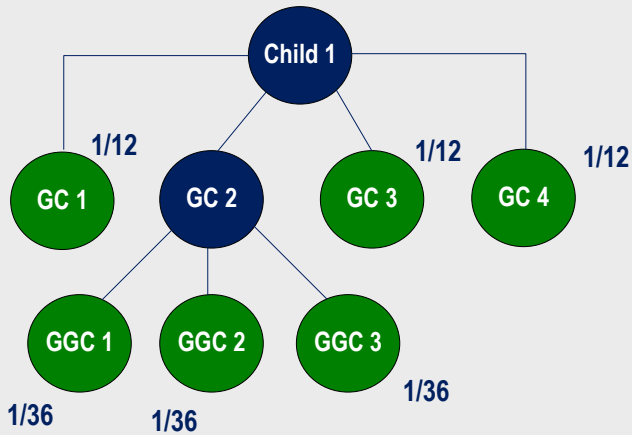 Child 1
1/12
1/12
1/12
GC 1
GC 2
GC 3
GC 4
GGC 1
GGC 2
GGC 3
1/36
1/36
1/36